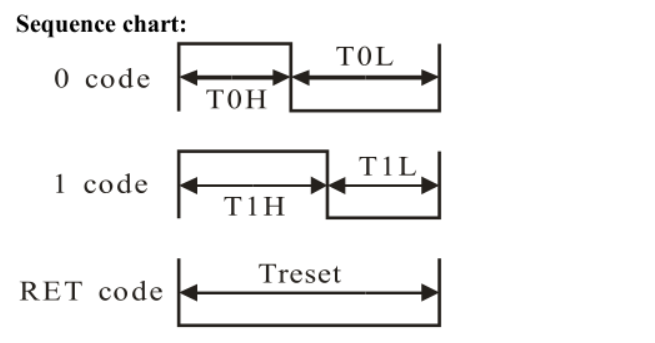 Sequence chart:
T0L
0 code
T0H
T1L
1 code
T1H
Treset
RET code